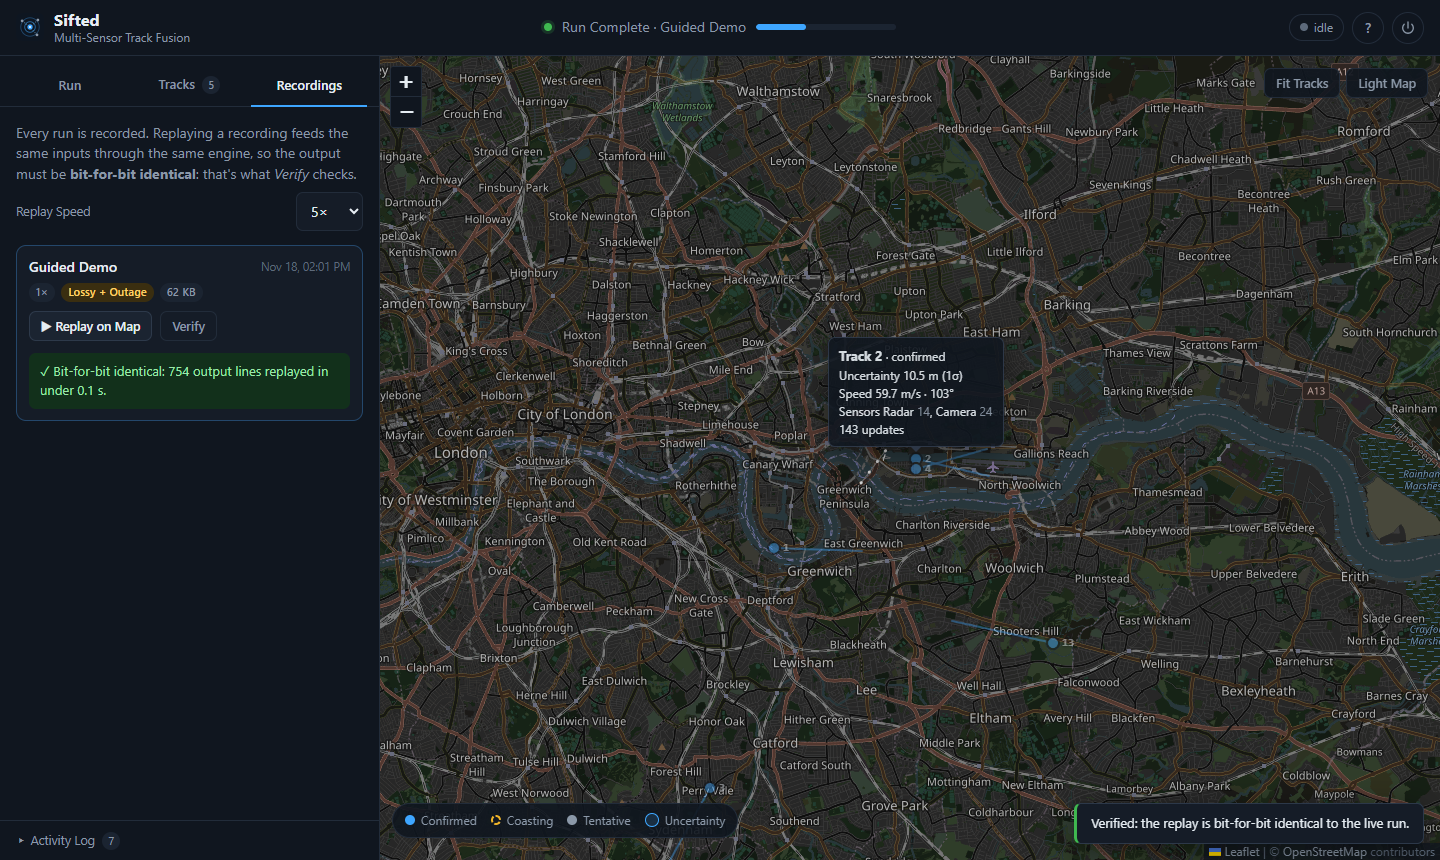 Sifted
Multi-Sensor Track Fusion
Run Complete · Guided Demo
idle
?
Run
Tracks 5
Recordings
Every run is recorded. Replaying a recording feeds the
same inputs through the same engine, so the output
must be bit-for-bit identical: that's what Verify checks.
Replay Speed
5×
Guided Demo
Nov 18, 02:01 PM
1×
Lossy + Outage
62 KB
▶ Replay on Map
Verify
✓ Bit-for-bit identical: 754 output lines replayed in
under 0.1 s.
▸ Activity Log 7
+
−
Fit Tracks
Light Map
Hornsey
West Green
Walthamstow
Clayhall
Barkingside
Marks Gate
Harringay
Walthamstow
Wetlands
Snaresbrook
Little Heath
Crouch End
Redbridge
Gants Hill
Newbury Park
Romford
Highgate
Stroud Green
Stamford Hill
Leyton
Leytonstone
Chadwell Heath
Archway
Finsbury Park
Seven Kings
Becontree
Heath
Rush Green
Dartmouth
Park
Holloway
Stoke Newington
Clapton
Ilford
Kentish Town
Shacklewell
Homerton
Forest Gate
Little Ilford
Becontree
Elm Park
Highbury
Dalston
Hackney
Hackney Wick
Stratford
Upton
Dagenham
Camden Town
Barnsbury
Haggerston
Upton Park
Barking
Hoxton
West Ham
East Ham
South Hornchurch
King's Cross
Bethnal Green
Bow
Shoreditch
Thames View
Scrattons Farm
Clerkenwell
Mile End
Barking Riverside
A13
Holborn
Stepney
City of London
Rainham
Mayfair
Covent Garden
Limehouse
Poplar
London
Southwark
Shadwell
Canary Wharf
Gallions Reach
The Borough
Rotherhithe
Greenwich
Peninsula
North Woolwich
Thamesmead
City of Westminster
Elephant and
Castle
Millbank
Pimlico
Kennington
Old Kent Road
East Greenwich
Charlton Riverside
Abbey Wood
Lower Belvedere
Oval
Greenwich
Charlton
Woolwich
Plumstead
Upper Belvedere
Erith
New Cross
Gate
Deptford
Camberwell
Peckham
East Wickham
Slade Green
Loughborough
Junction
Shooters Hill
North End
Brixton
Blackheath
Clapham
Lewisham
Welling
Barnehurst
East Dulwich
Brockley
Lee
Well Hall
Falconwood
Bexleyheath
Barnes Cray
Herne Hill
Crayford
Dulwich Village
Honor Oak
Hither Green
Eltham
Avery Hill
Blackfen
Catford
Middle Park
Bowmans
Streatham
Hill
Tulse Hill
Dulwich
Forest Hill
Catford South
Coldblow
Mottingham
New Eltham
Lamorbey
Albany Park
Maypole
West Norwood
Perry Vale
Grove Park
Southend
Coldharbour
Track 2 · confirmed
Uncertainty 10.5 m (1σ)
Speed 59.7 m/s · 103°
Sensors Radar 14, Camera 24
143 updates
2
4
1
13
Confirmed
Coasting
Tentative
Uncertainty
Verified: the replay is bit-for-bit identical to the live run.
Leaflet | © OpenStreetMap contributors